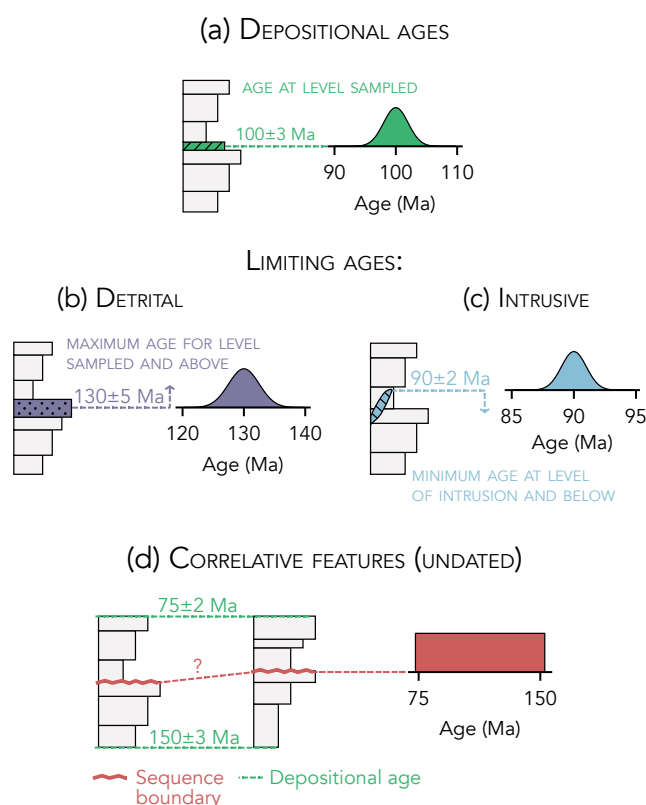 (a) DEPOSITIONAL AGES
AGE AT LEVEL SAMPLED
100±3 Ma
90 100 110
Age (Ma)
LIMITING AGES:
(b) DETRITAL
MAXIMUM AGE FOR LEVEL
SAMPLED AND ABOVE
130±5 Ma
120 130 140
Age (Ma)
(c) INTRUSIVE
90±2 Ma
85 90 95
Age (Ma)
MINIMUM AGE AT LEVEL
OF INTRUSION AND BELOW
(d) CORRELATIVE FEATURES (UNDATED)
75±2 Ma
?
150±3 Ma
75 150
Age (Ma)
Sequence
boundary
Depositional age